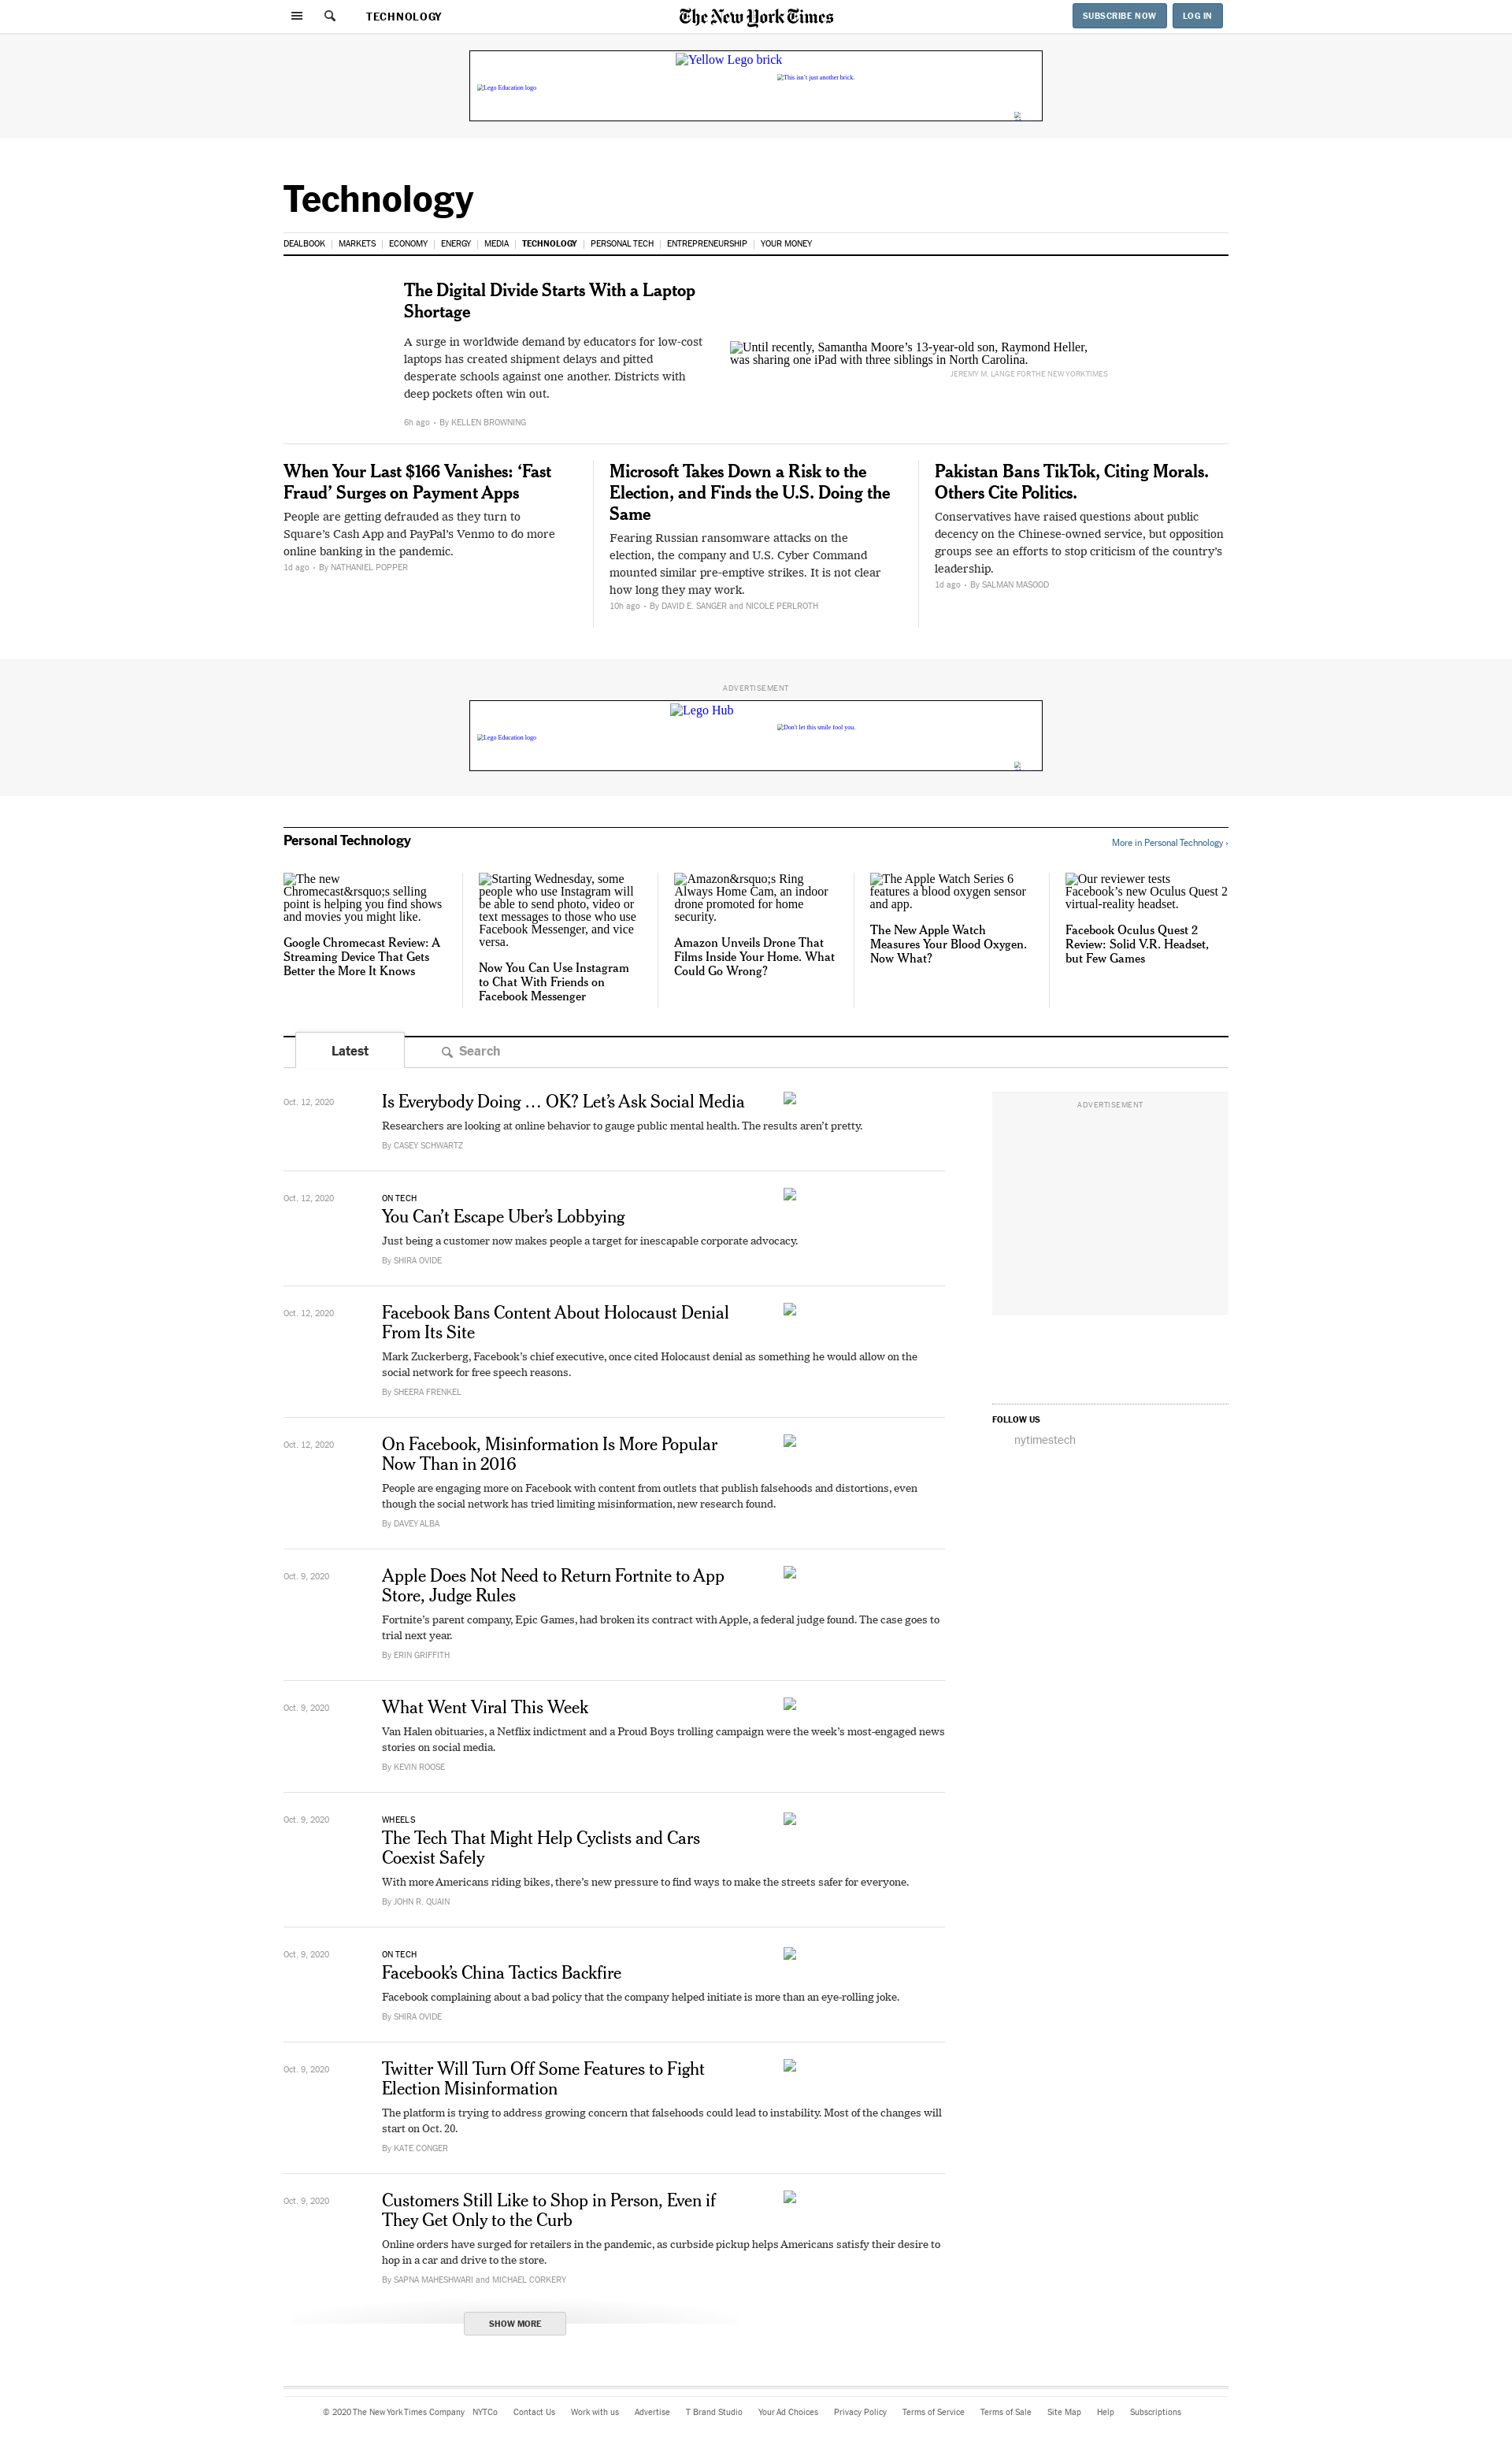 TECHNOLOGY
The New York Times
SUBSCRIBE NOW
LOG IN
Yellow Lego brick
This isn't just another brick.
Lego Education logo
Technology
DEALBOOK | MARKETS | ECONOMY | ENERGY | MEDIA | TECHNOLOGY | PERSONAL TECH | ENTREPRENEURSHIP | YOUR MONEY
The Digital Divide Starts With a Laptop
Shortage
A surge in worldwide demand by educators for low-cost
laptops has created shipment delays and pitted
desperate schools against one another. Districts with
deep pockets often win out.
6h ago • By KELLEN BROWNING
Until recently, Samantha Moore’s 13-year-old son, Raymond Heller,
was sharing one iPad with three siblings in North Carolina.
JEREMY M. LANGE FOR THE NEW YORK TIMES
When Your Last $166 Vanishes: ‘Fast
Fraud’ Surges on Payment Apps
People are getting defrauded as they turn to
Square’s Cash App and PayPal’s Venmo to do more
online banking in the pandemic.
1d ago • By NATHANIEL POPPER
Microsoft Takes Down a Risk to the
Election, and Finds the U.S. Doing the
Same
Fearing Russian ransomware attacks on the
election, the company and U.S. Cyber Command
mounted similar pre-emptive strikes. It is not clear
how long they may work.
10h ago • By DAVID E. SANGER and NICOLE PERLROTH
Pakistan Bans TikTok, Citing Morals.
Others Cite Politics.
Conservatives have raised questions about public
decency on the Chinese-owned service, but opposition
groups see an efforts to stop criticism of the country’s
leadership.
1d ago • By SALMAN MASOOD
ADVERTISEMENT
Lego Hub
Don't let this smile fool you.
Lego Education logo
Personal Technology
More in Personal Technology ›
The new
Chromecast&rsquo;s selling
point is helping you find shows
and movies you might like.
Google Chromecast Review: A
Streaming Device That Gets
Better the More It Knows
Starting Wednesday, some
people who use Instagram will
be able to send photo, video or
text messages to those who use
Facebook Messenger, and vice
versa.
Now You Can Use Instagram
to Chat With Friends on
Facebook Messenger
Amazon&rsquo;s Ring
Always Home Cam, an indoor
drone promoted for home
security.
Amazon Unveils Drone That
Films Inside Your Home. What
Could Go Wrong?
The Apple Watch Series 6
features a blood oxygen sensor
and app.
The New Apple Watch
Measures Your Blood Oxygen.
Now What?
Our reviewer tests
Facebook’s new Oculus Quest 2
virtual-reality headset.
Facebook Oculus Quest 2
Review: Solid V.R. Headset,
but Few Games
Latest
Search
Oct. 12, 2020
Is Everybody Doing … OK? Let’s Ask Social Media
Researchers are looking at online behavior to gauge public mental health. The results aren’t pretty.
By CASEY SCHWARTZ
ADVERTISEMENT
Oct. 12, 2020
ON TECH
You Can’t Escape Uber’s Lobbying
Just being a customer now makes people a target for inescapable corporate advocacy.
By SHIRA OVIDE
Oct. 12, 2020
Facebook Bans Content About Holocaust Denial
From Its Site
Mark Zuckerberg, Facebook’s chief executive, once cited Holocaust denial as something he would allow on the
social network for free speech reasons.
By SHEERA FRENKEL
FOLLOW US
nytimestech
Oct. 12, 2020
On Facebook, Misinformation Is More Popular
Now Than in 2016
People are engaging more on Facebook with content from outlets that publish falsehoods and distortions, even
though the social network has tried limiting misinformation, new research found.
By DAVEY ALBA
Oct. 9, 2020
Apple Does Not Need to Return Fortnite to App
Store, Judge Rules
Fortnite’s parent company, Epic Games, had broken its contract with Apple, a federal judge found. The case goes to
trial next year.
By ERIN GRIFFITH
Oct. 9, 2020
What Went Viral This Week
Van Halen obituaries, a Netflix indictment and a Proud Boys trolling campaign were the week’s most-engaged news
stories on social media.
By KEVIN ROOSE
Oct. 9, 2020
WHEELS
The Tech That Might Help Cyclists and Cars
Coexist Safely
With more Americans riding bikes, there’s new pressure to find ways to make the streets safer for everyone.
By JOHN R. QUAIN
Oct. 9, 2020
ON TECH
Facebook’s China Tactics Backfire
Facebook complaining about a bad policy that the company helped initiate is more than an eye-rolling joke.
By SHIRA OVIDE
Oct. 9, 2020
Twitter Will Turn Off Some Features to Fight
Election Misinformation
The platform is trying to address growing concern that falsehoods could lead to instability. Most of the changes will
start on Oct. 20.
By KATE CONGER
Oct. 9, 2020
Customers Still Like to Shop in Person, Even if
They Get Only to the Curb
Online orders have surged for retailers in the pandemic, as curbside pickup helps Americans satisfy their desire to
hop in a car and drive to the store.
By SAPNA MAHESHWARI and MICHAEL CORKERY
SHOW MORE
© 2020 The New York Times Company NYTCo Contact Us Work with us Advertise T Brand Studio Your Ad Choices Privacy Policy Terms of Service Terms of Sale Site Map Help Subscriptions